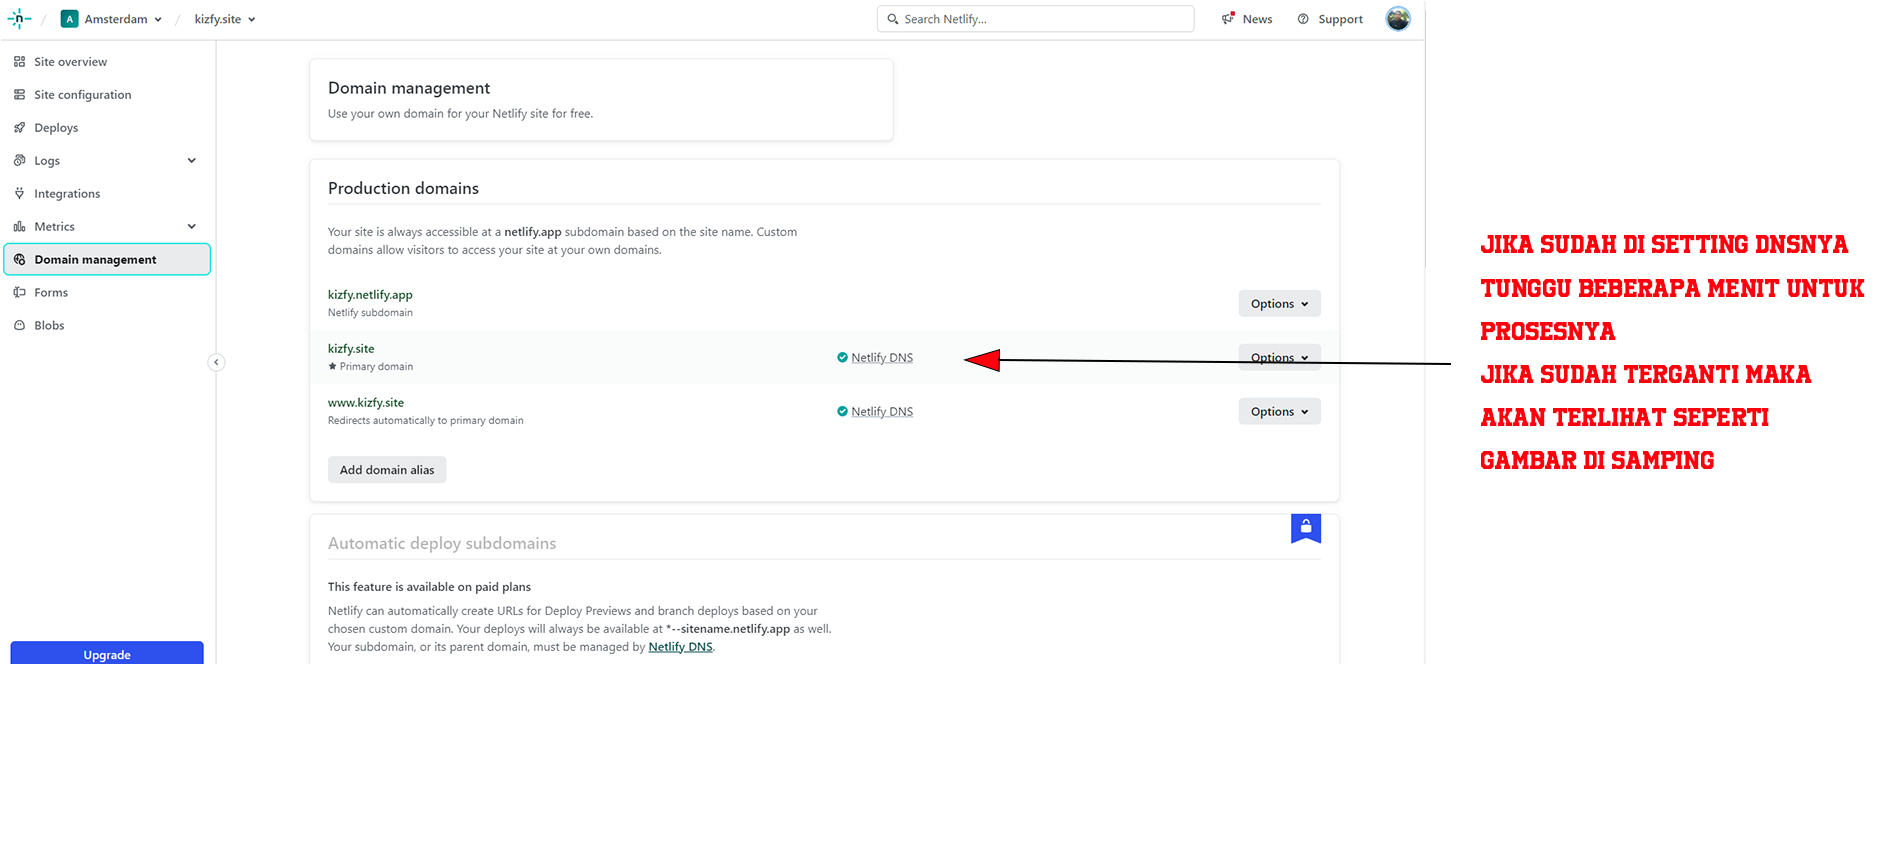 n / A Amsterdam / kizfy.site
Search Netlify...
News
Support
Site overview
Site configuration
Deploys
Logs
Integrations
Metrics
Domain management
Forms
Blobs
Upgrade
Domain management
Use your own domain for your Netlify site for free.
Production domains
Your site is always accessible at a netlify.app subdomain based on the site name. Custom
domains allow visitors to access your site at your own domains.
kizfy.netlify.app
Netlify subdomain
Options
kizfy.site
★ Primary domain
Netlify DNS
Options
www.kizfy.site
Redirects automatically to primary domain
Netlify DNS
Options
Add domain alias
Automatic deploy subdomains
This feature is available on paid plans
Netlify can automatically create URLs for Deploy Previews and branch deploys based on your
chosen custom domain. Your deploys will always be available at *--sitename.netlify.app as well.
Your subdomain, or its parent domain, must be managed by Netlify DNS.
JIKA SUDAH DI SETTING DNSNYA
TUNGGU BEBERAPA MENIT UNTUK
PROSESNYA
JIKA SUDAH TERGANTI MAKA
AKAN TERLIHAT SEPERTI
GAMBAR DI SAMPING